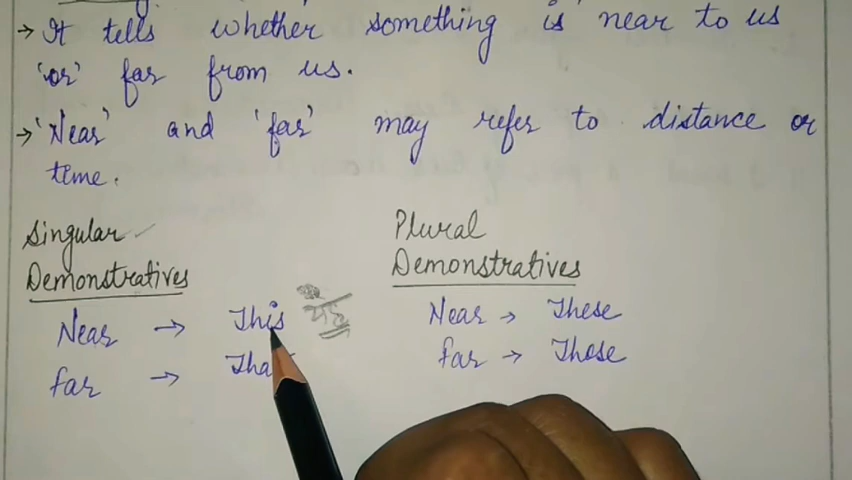 → It tells whether something is near to us
'or' far from us.
→ 'Near' and 'far' may refer to distance or
time.
Singular
Demonstratives
Near → This
far → Tha
Plural
Demonstratives
Near → These
far → Those